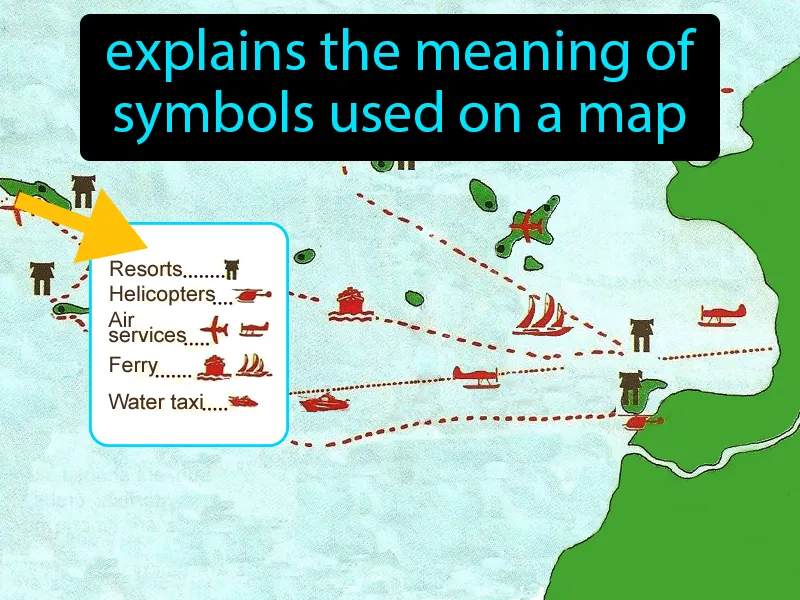 explains the meaning of
symbols used on a map
Resorts........
Helicopters....
Air
services.....
Ferry.......
Water taxi.....